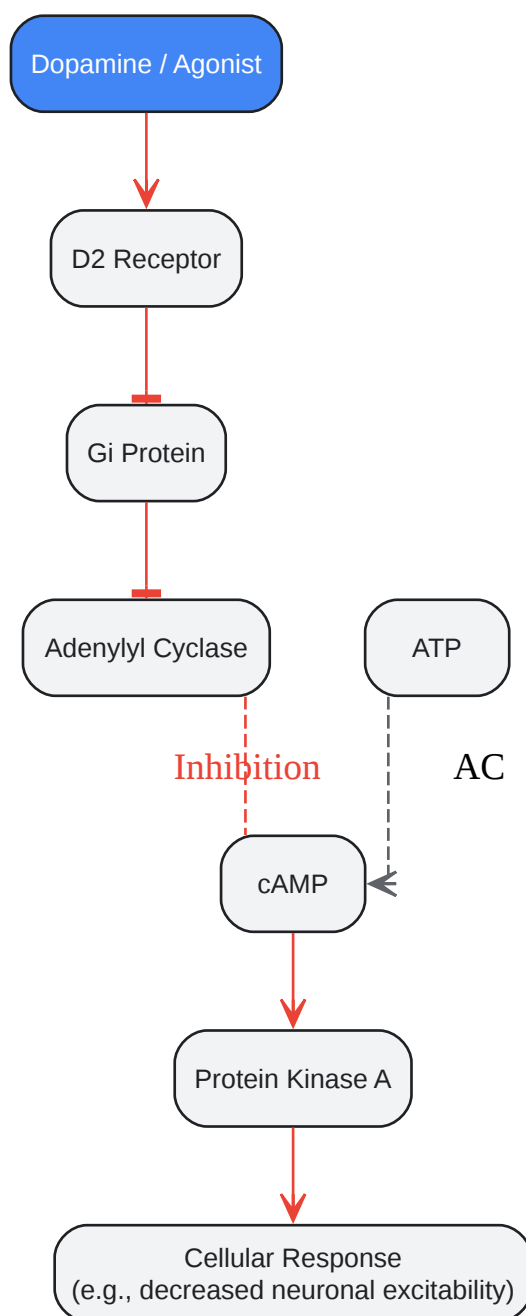 Dopamine / Agonist
D2 Receptor
Gi Protein
Adenylyl Cyclase
ATP
Inhibition
AC
cAMP
Protein Kinase A
Cellular Response
(e.g., decreased neuronal excitability)